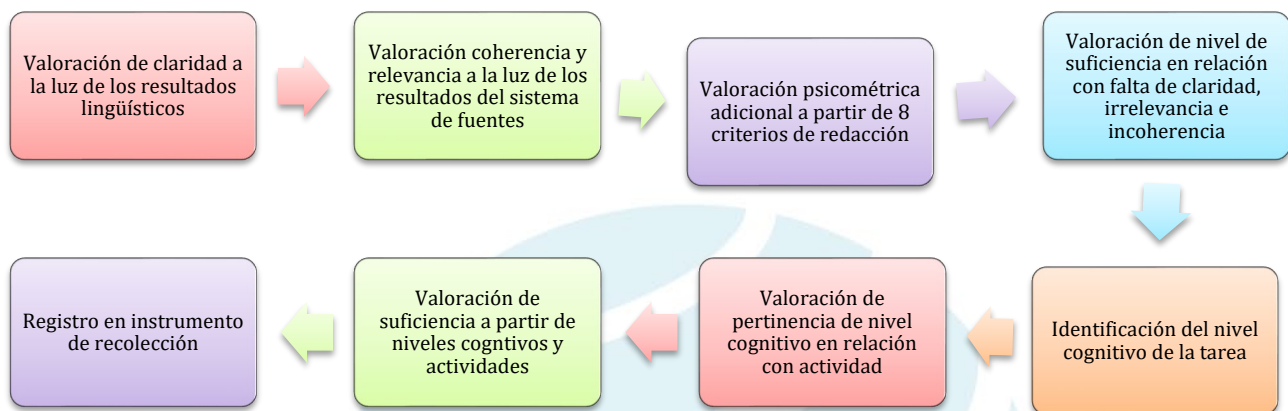 Valoración de claridad a
la luz de los resultados
lingüísticos
Valoración coherencia y
relevancia a la luz de los
resultados del sistema
de fuentes
Valoración psicométrica
adicional a partir de 8
criterios de redacción
Valoración de nivel de
suficiencia en relación
con falta de claridad,
irrelevancia e
incoherencia
Identificación del nivel
cognitivo de la tarea
Valoración de
pertinencia de nivel
cognitivo en relación
con actividad
Valoración de
suficiencia a partir de
niveles cogntivos y
actividades
Registro en instrumento
de recolección